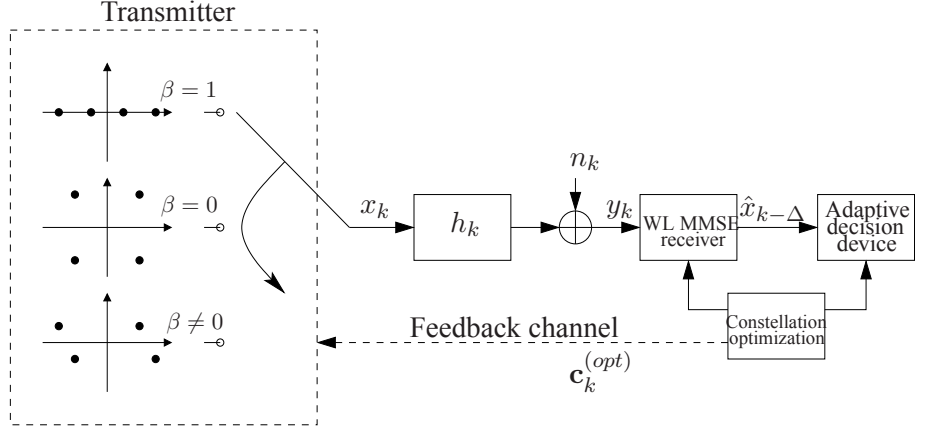 Transmitter
β = 1
β = 0
β ≠ 0
x_k
h_k
n_k
y_k
WL MMSE
receiver
x̂_{k−Δ}
Adaptive
decision
device
Constellation
optimization
Feedback channel
c_k^{(opt)}